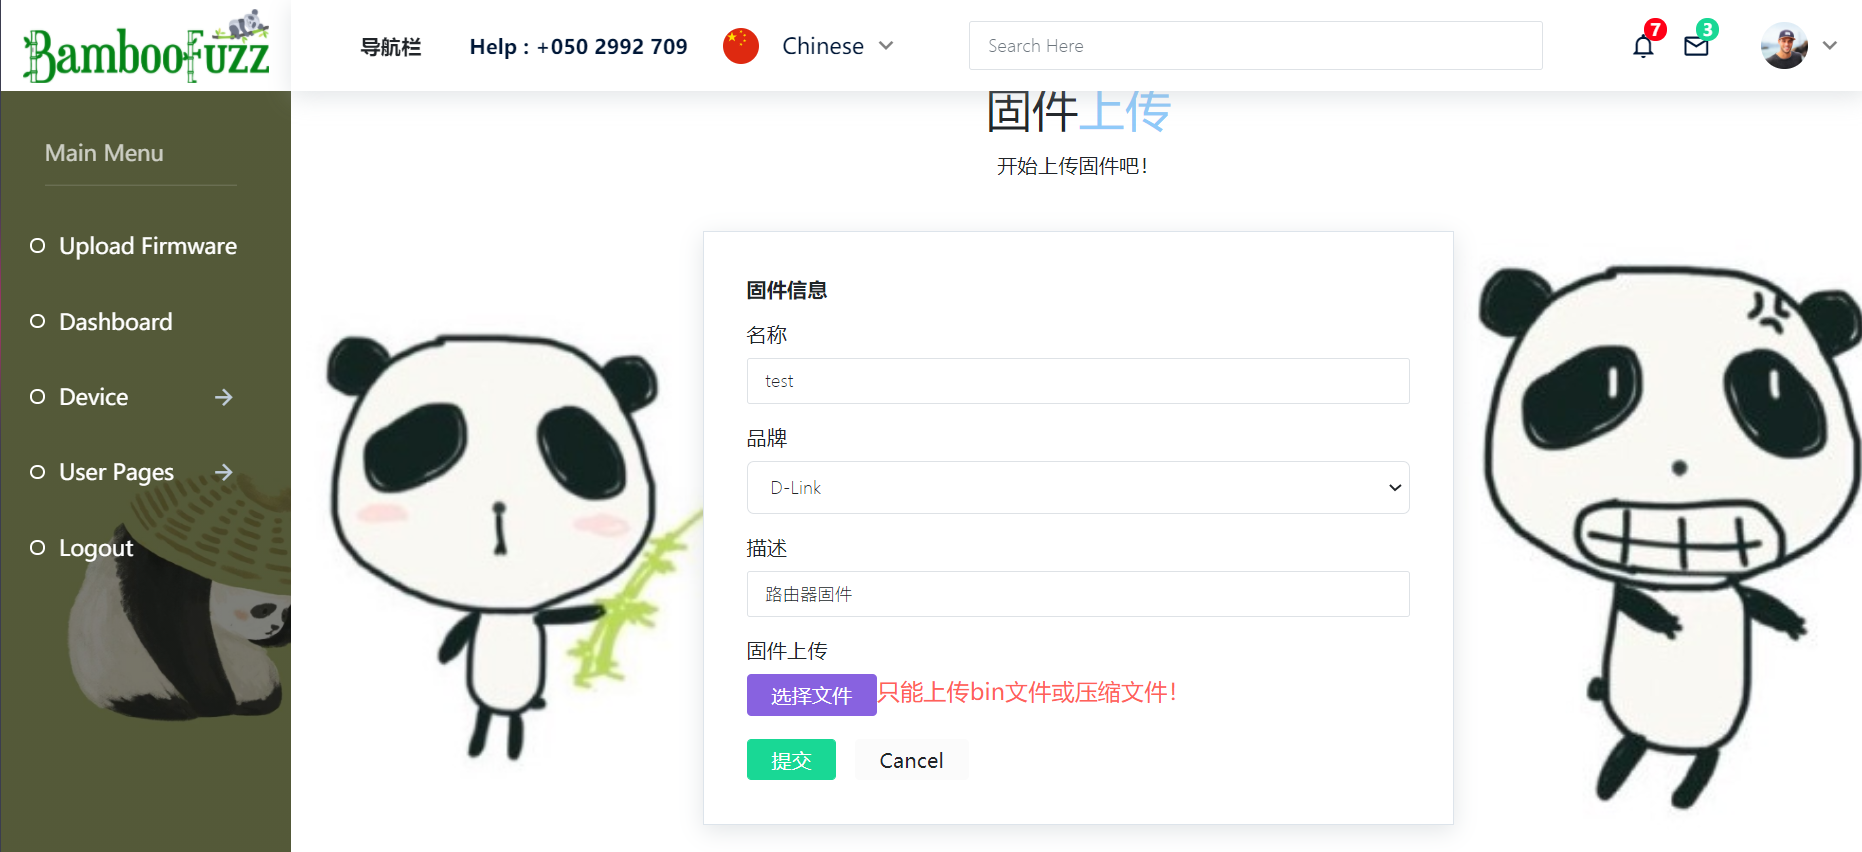 BambooFuzz
导航栏
Help : +050 2992 709
Chinese
Search Here
7
3
Main Menu
Upload Firmware
Dashboard
Device
User Pages
Logout
固件上传
开始上传固件吧!
固件信息
名称
test
品牌
D-Link
描述
路由器固件
固件上传
选择文件
只能上传bin文件或压缩文件!
提交
Cancel